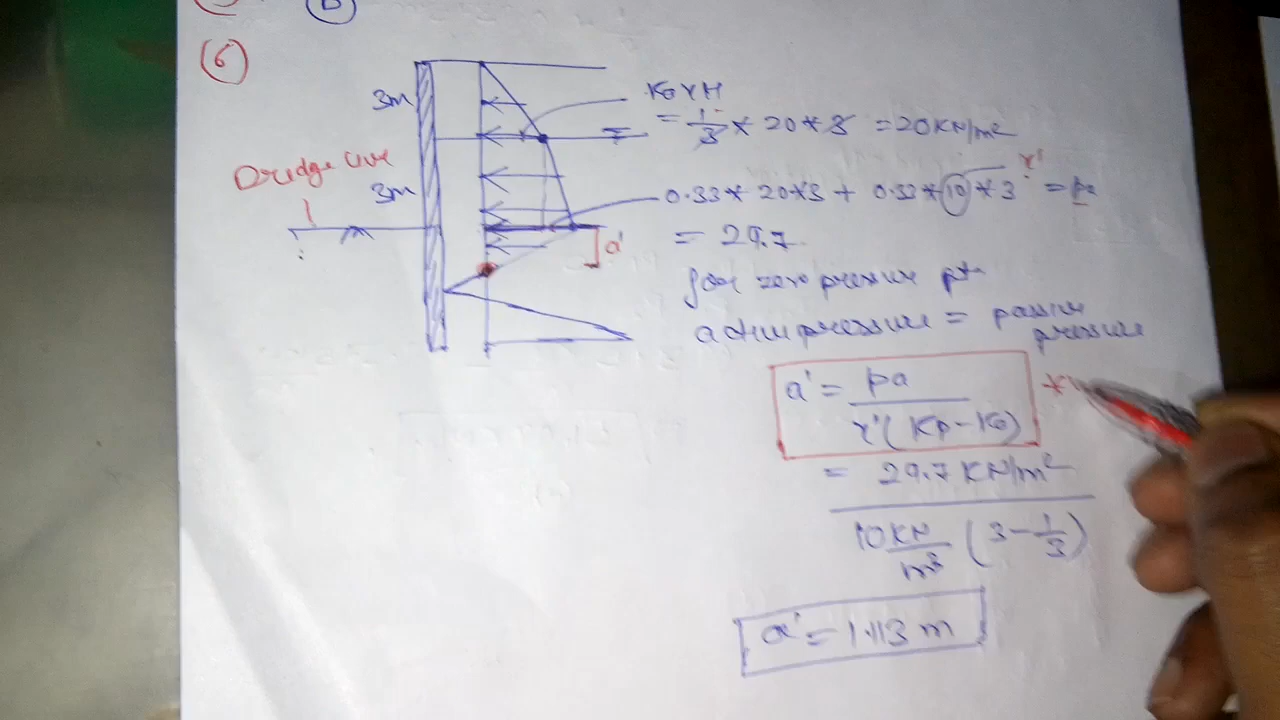 (6)
3m
Ka γ H
= 1/3 * 20 * 3 = 20 KN/m²
Dredge line
3m
γ'
0.33 * 20 * 3 + 0.33 * 10 * 3 = pa
= 29.7
a'
for zero pressure pt.
active pressure = passive
pressure
a' = pa / γ'(Kp - Ka)
= 29.7 KN/m² / 10 KN/m³ (3 - 1/3)
a' = 1.113 m